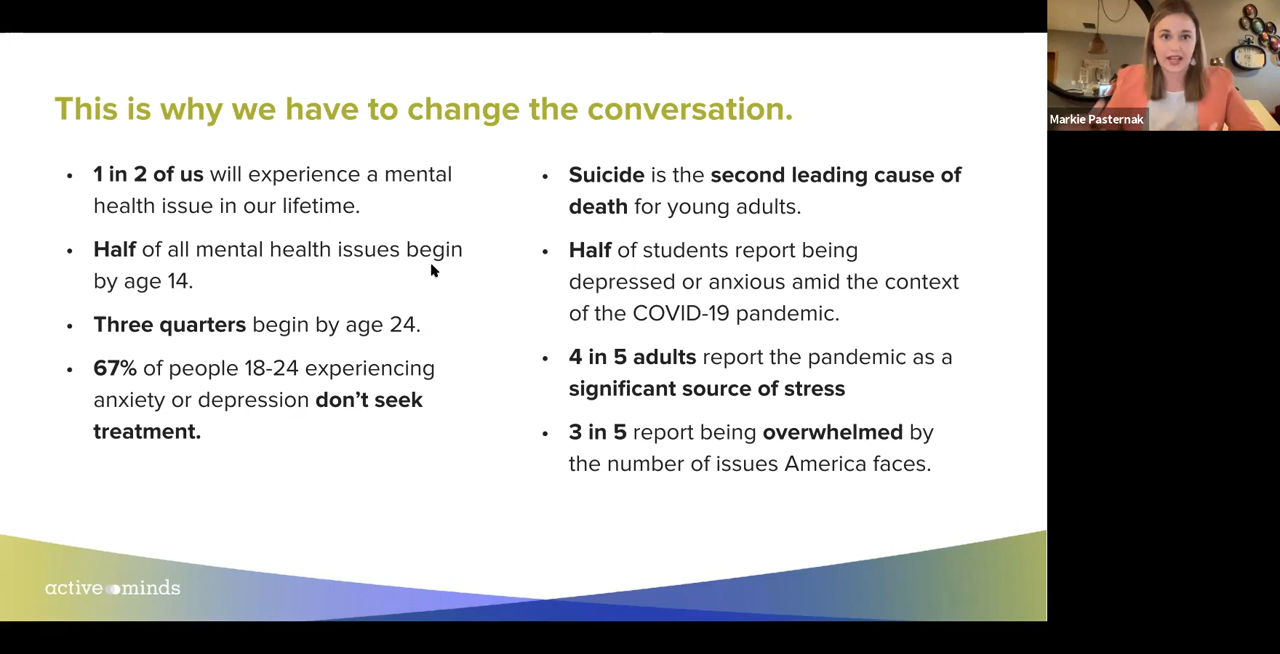 This is why we have to change the conversation.
• 1 in 2 of us will experience a mental
health issue in our lifetime.
• Half of all mental health issues begin
by age 14.
• Three quarters begin by age 24.
• 67% of people 18-24 experiencing
anxiety or depression don’t seek
treatment.
• Suicide is the second leading cause of
death for young adults.
• Half of students report being
depressed or anxious amid the context
of the COVID-19 pandemic.
• 4 in 5 adults report the pandemic as a
significant source of stress
• 3 in 5 report being overwhelmed by
the number of issues America faces.
active minds
Markie Pasternak